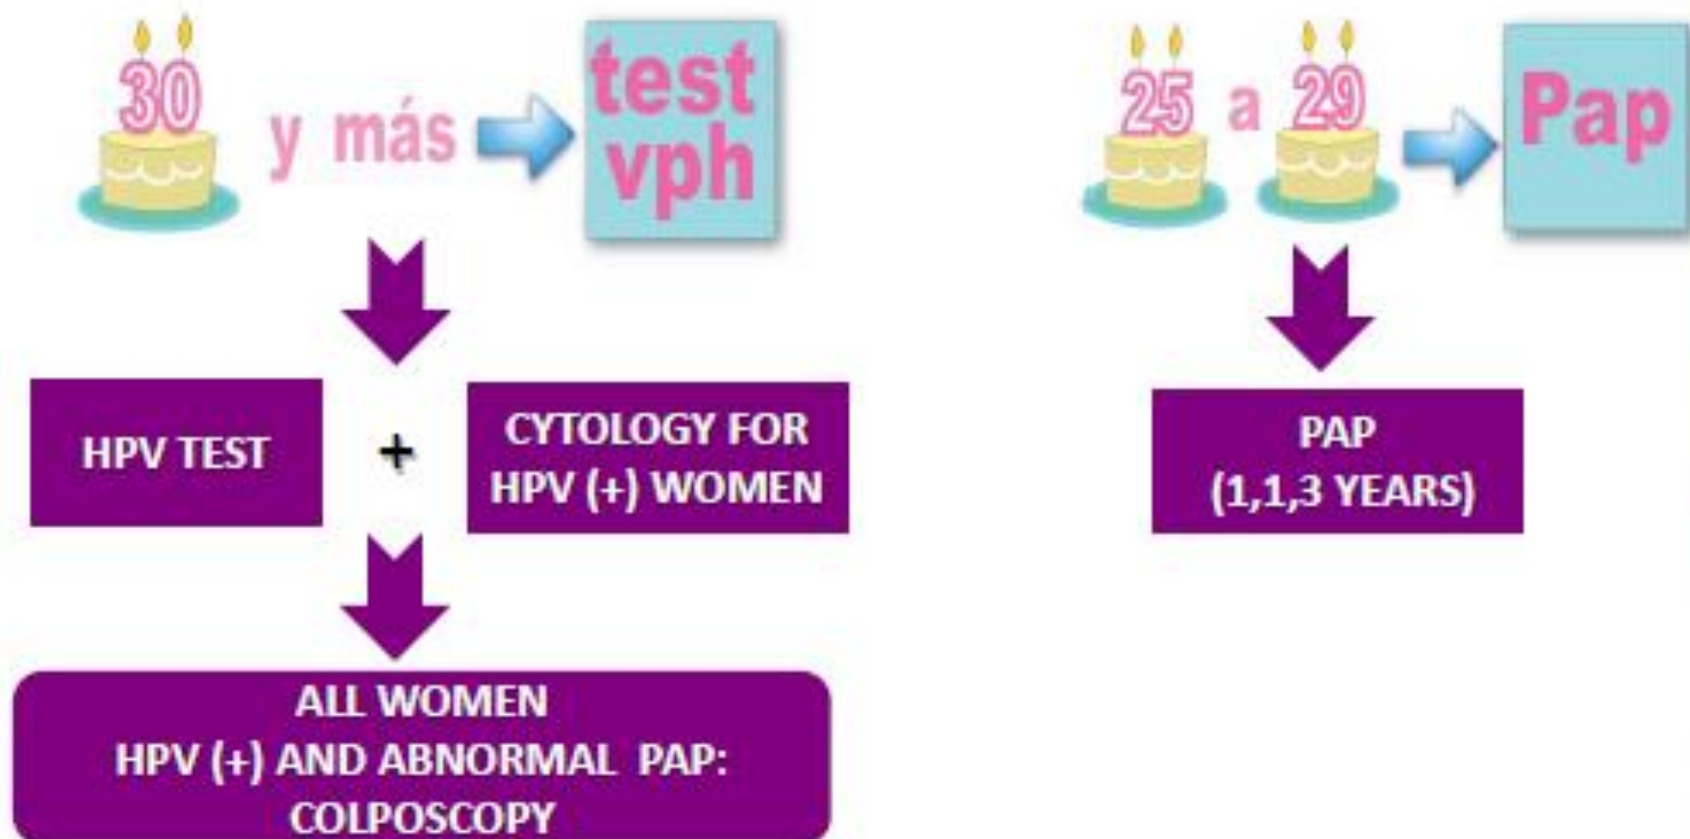 30 y más
test
vph
HPV TEST
+
CYTOLOGY FOR
HPV (+) WOMEN
ALL WOMEN
HPV (+) AND ABNORMAL PAP:
COLPOSCOPY
25 a 29
Pap
PAP
(1,1,3 YEARS)